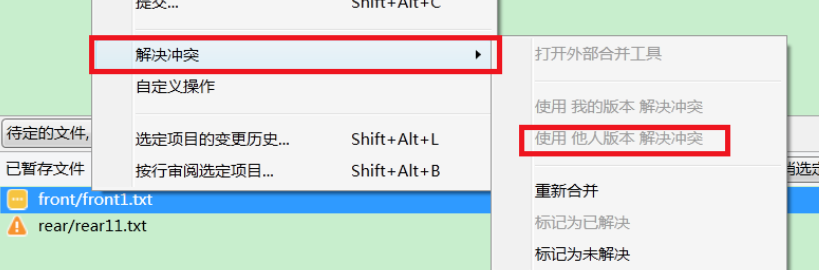 提交... Shift+Alt+C
解决冲突
自定义操作
选定项目的变更历史... Shift+Alt+L
按行审阅选定项目... Shift+Alt+B
打开外部合并工具
使用 我的版本 解决冲突
使用 他人版本 解决冲突
重新合并
标记为已解决
标记为未解决
待定的文件,
已暂存文件
选定
front/front1.txt
rear/rear11.txt